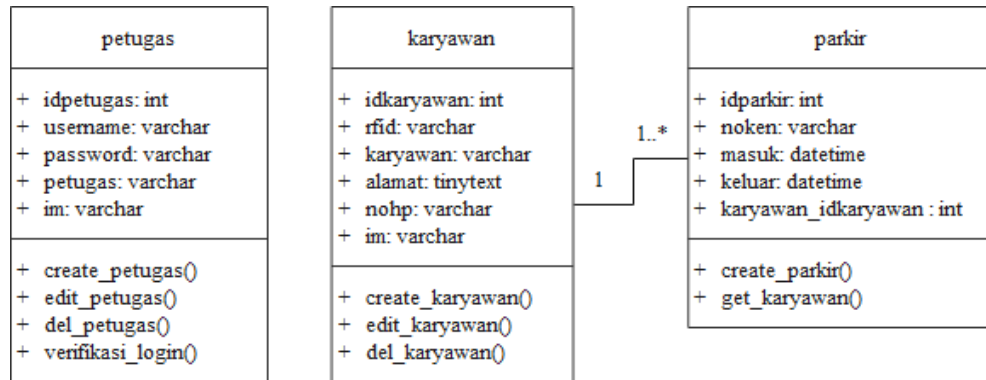 petugas
+ idpetugas: int
+ username: varchar
+ password: varchar
+ petugas: varchar
+ im: varchar
+ create_petugas()
+ edit_petugas()
+ del_petugas()
+ verifikasi_login()
karyawan
+ idkaryawan: int
+ rfid: varchar
+ karyawan: varchar
+ alamat: tinytext
+ nohp: varchar
+ im: varchar
+ create_karyawan()
+ edit_karyawan()
+ del_karyawan()
1
1..*
parkir
+ idparkir: int
+ noken: varchar
+ masuk: datetime
+ keluar: datetime
+ karyawan_idkaryawan : int
+ create_parkir()
+ get_karyawan()